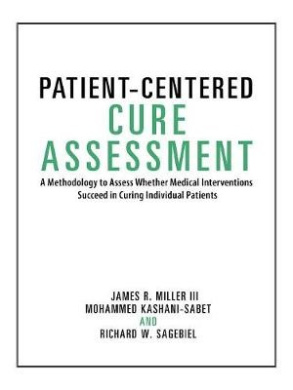 PATIENT-CENTERED
CURE
ASSESSMENT
A Methodology to Assess Whether Medical Interventions
Succeed in Curing Individual Patients
JAMES R. MILLER III
MOHAMMED KASHANI-SABET
AND
RICHARD W. SAGEBIEL